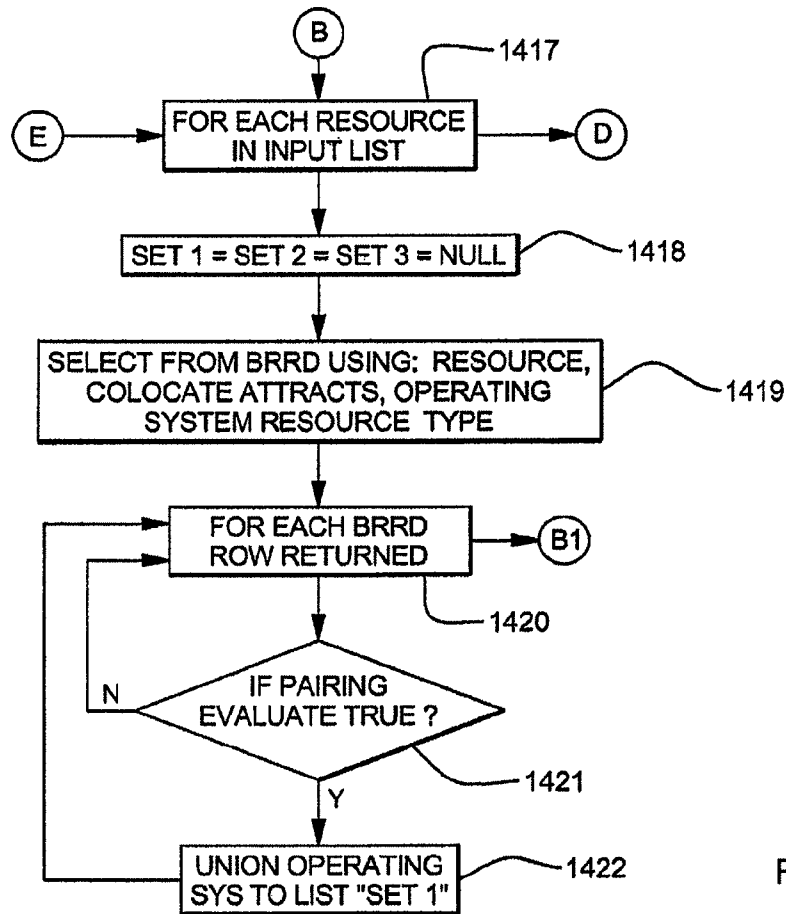 B
1417
E
FOR EACH RESOURCE
IN INPUT LIST
D
SET 1 = SET 2 = SET 3 = NULL
1418
SELECT FROM BRRD USING: RESOURCE,
COLOCATE ATTRACTS, OPERATING
SYSTEM RESOURCE TYPE
1419
FOR EACH BRRD
ROW RETURNED
B1
1420
N
IF PAIRING
EVALUATE TRUE ?
1421
Y
UNION OPERATING
SYS TO LIST "SET 1"
1422
F